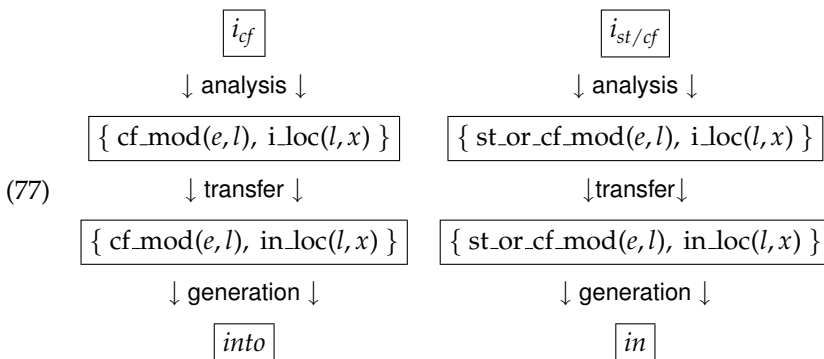 i_cf i_st/cf
↓ analysis ↓ ↓ analysis ↓
{ cf_mod(e, l), i_loc(l, x) } { st_or_cf_mod(e, l), i_loc(l, x) }
(77) ↓ transfer ↓ ↓transfer↓
{ cf_mod(e, l), in_loc(l, x) } { st_or_cf_mod(e, l), in_loc(l, x) }
↓ generation ↓ ↓ generation ↓
into in